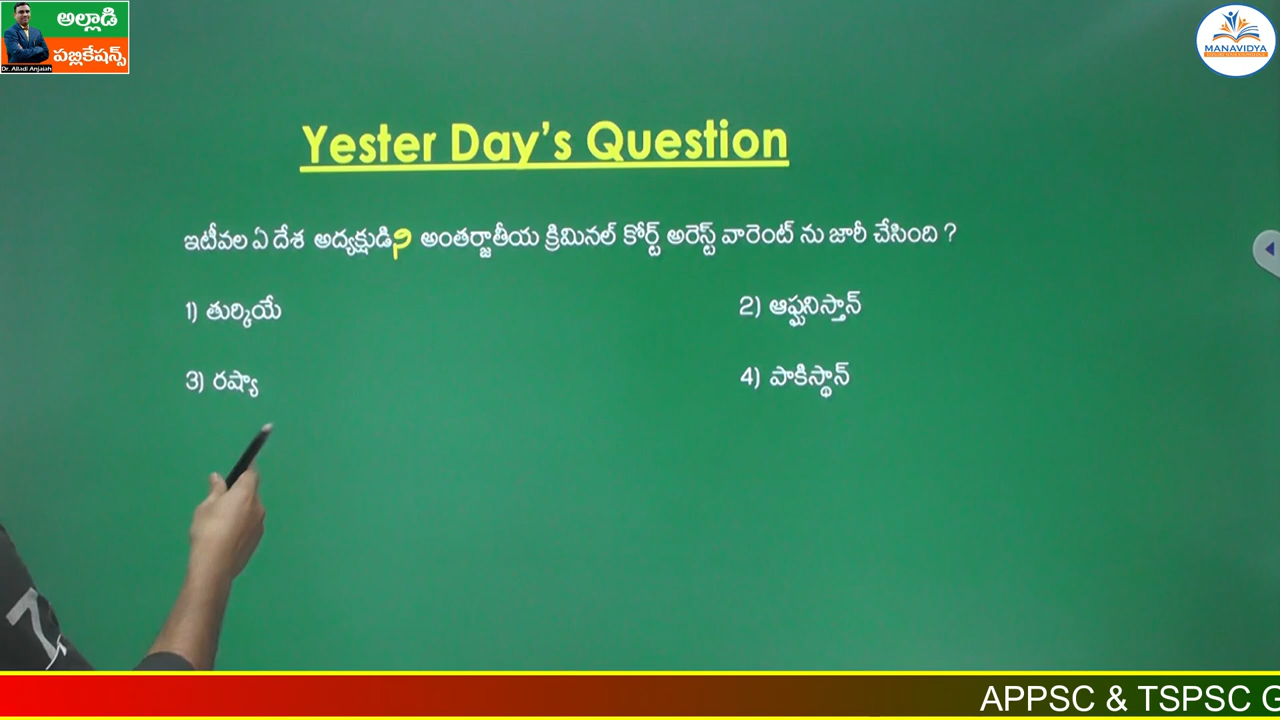 అల్లాడి
పబ్లికేషన్స్
Dr. Alladi Anjaiah
MANAVIDYA
Yester Day's Question
ఇటీవల ఏ దేశ అధ్యక్షుడిని అంతర్జాతీయ క్రిమినల్ కోర్ట్ అరెస్ట్ వారెంట్ ను జారీ చేసింది ?
1) తుర్కియే
2) ఆఫ్ఘనిస్తాన్
3) రష్యా
4) పాకిస్థాన్
APPSC & TSPSC G